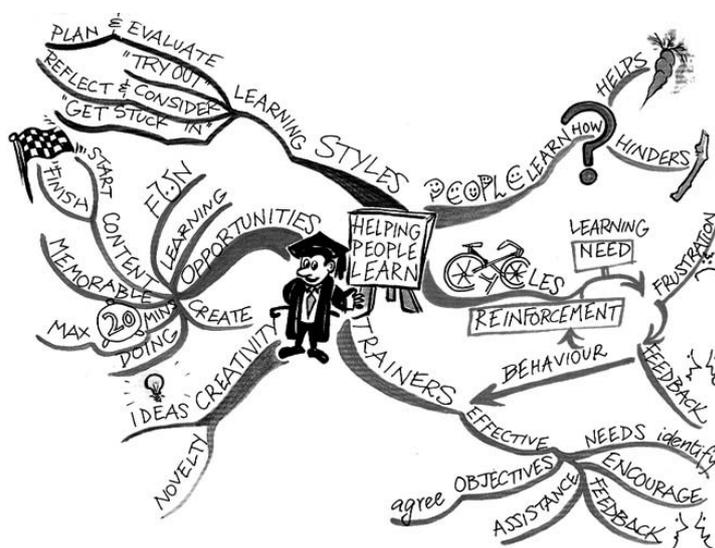 HELPING
PEOPLE
LEARN
LEARNING STYLES
PLAN & EVALUATE
"TRY OUT"
REFLECT & CONSIDER
"GET STUCK IN"
OPPORTUNITIES
LEARNING
FUN
CONTENT
START
FINISH
MEMORABLE
MAX 20 MIN
DOING
CREATE
CREATIVITY
IDEAS
NOVELTY
PEOPLE LEARN HOW ?
HELPS
HINDERS
LES
LEARNING
NEED
REINFORCEMENT
FRUSTRATION
FEEDBACK
BEHAVIOUR
TRAINERS
EFFECTIVE
NEEDS identify
ENCOURAGE
FEEDBACK
ASSISTANCE
agree OBJECTIVES